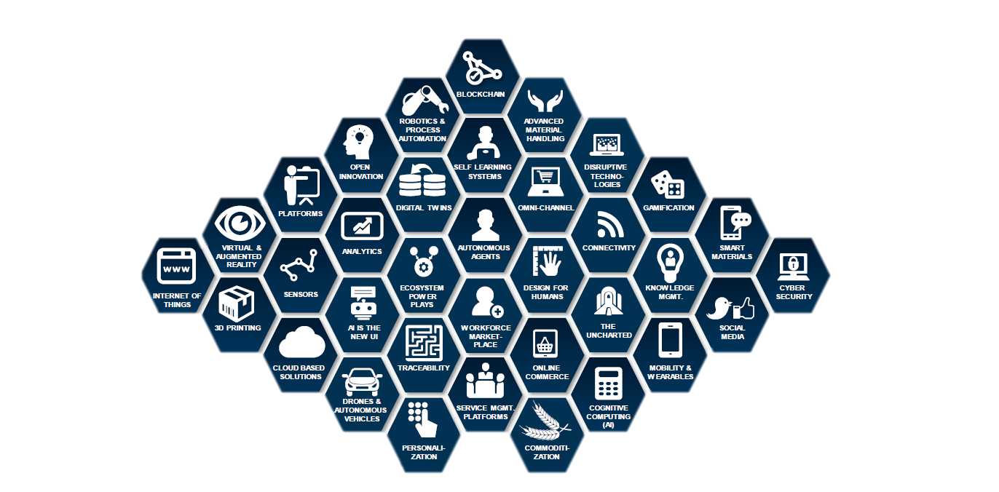 BLOCKCHAIN
ROBOTICS &
PROCESS
AUTOMATION
ADVANCED
MATERIAL
HANDLING
OPEN
INNOVATION
SELF LEARNING
SYSTEMS
DISRUPTIVE
TECHNO-
LOGIES
PLATFORMS
DIGITAL TWINS
OMNI-CHANNEL
GAMIFICATION
VIRTUAL &
AUGMENTED
REALITY
ANALYTICS
AUTONOMOUS
AGENTS
CONNECTIVITY
SMART
MATERIALS
WWW
INTERNET OF
THINGS
SENSORS
ECOSYSTEM
POWER
PLAYS
DESIGN FOR
HUMANS
KNOWLEDGE
MGMT.
CYBER
SECURITY
3D PRINTING
AI IS THE
NEW UI
WORKFORCE
MARKET-
PLACE
THE
UNCHARTED
SOCIAL
MEDIA
CLOUD BASED
SOLUTIONS
TRACEABILITY
ONLINE
COMMERCE
MOBILITY &
WEARABLES
DRONES &
AUTONOMOUS
VEHICLES
SERVICE MGMT.
PLATFORMS
COGNITIVE
COMPUTING
(AI)
PERSONALI-
ZATION
COMMODITI-
ZATION